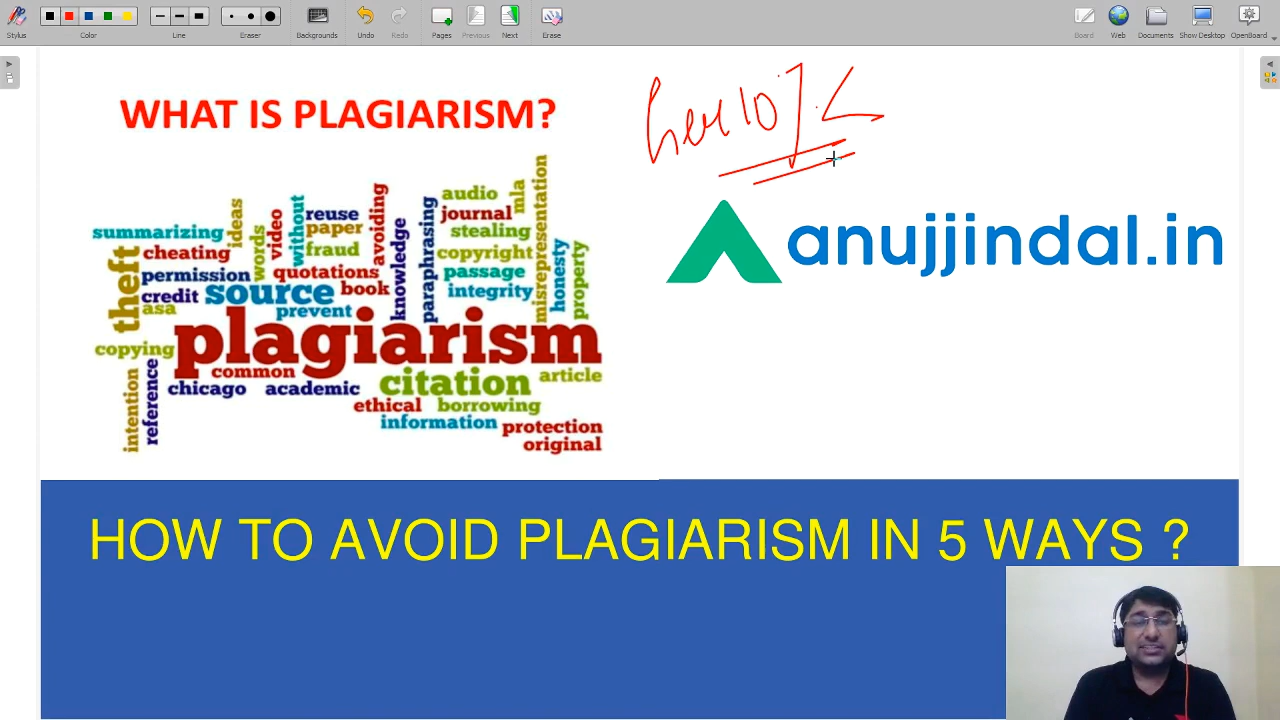 Stylus
Color
Line
Eraser
Backgrounds
Undo
Redo
Pages
Previous
Next
Erase
Board
Web
Documents
Show Desktop
OpenBoard
WHAT IS PLAGIARISM?
10%
anujjindal.in
summarizing
ideas
words
video
without
reuse
paper
fraud
avoiding
knowledge
paraphrasing
audio
journal
stealing
copyright
passage
integrity
mla
misrepresentation
honesty
property
theft
cheating
permission
quotations
credit
source
book
asa
prevent
copying
plagiarism
common
chicago
academic
citation
article
intention
reference
ethical
borrowing
information
protection
original
HOW TO AVOID PLAGIARISM IN 5 WAYS ?